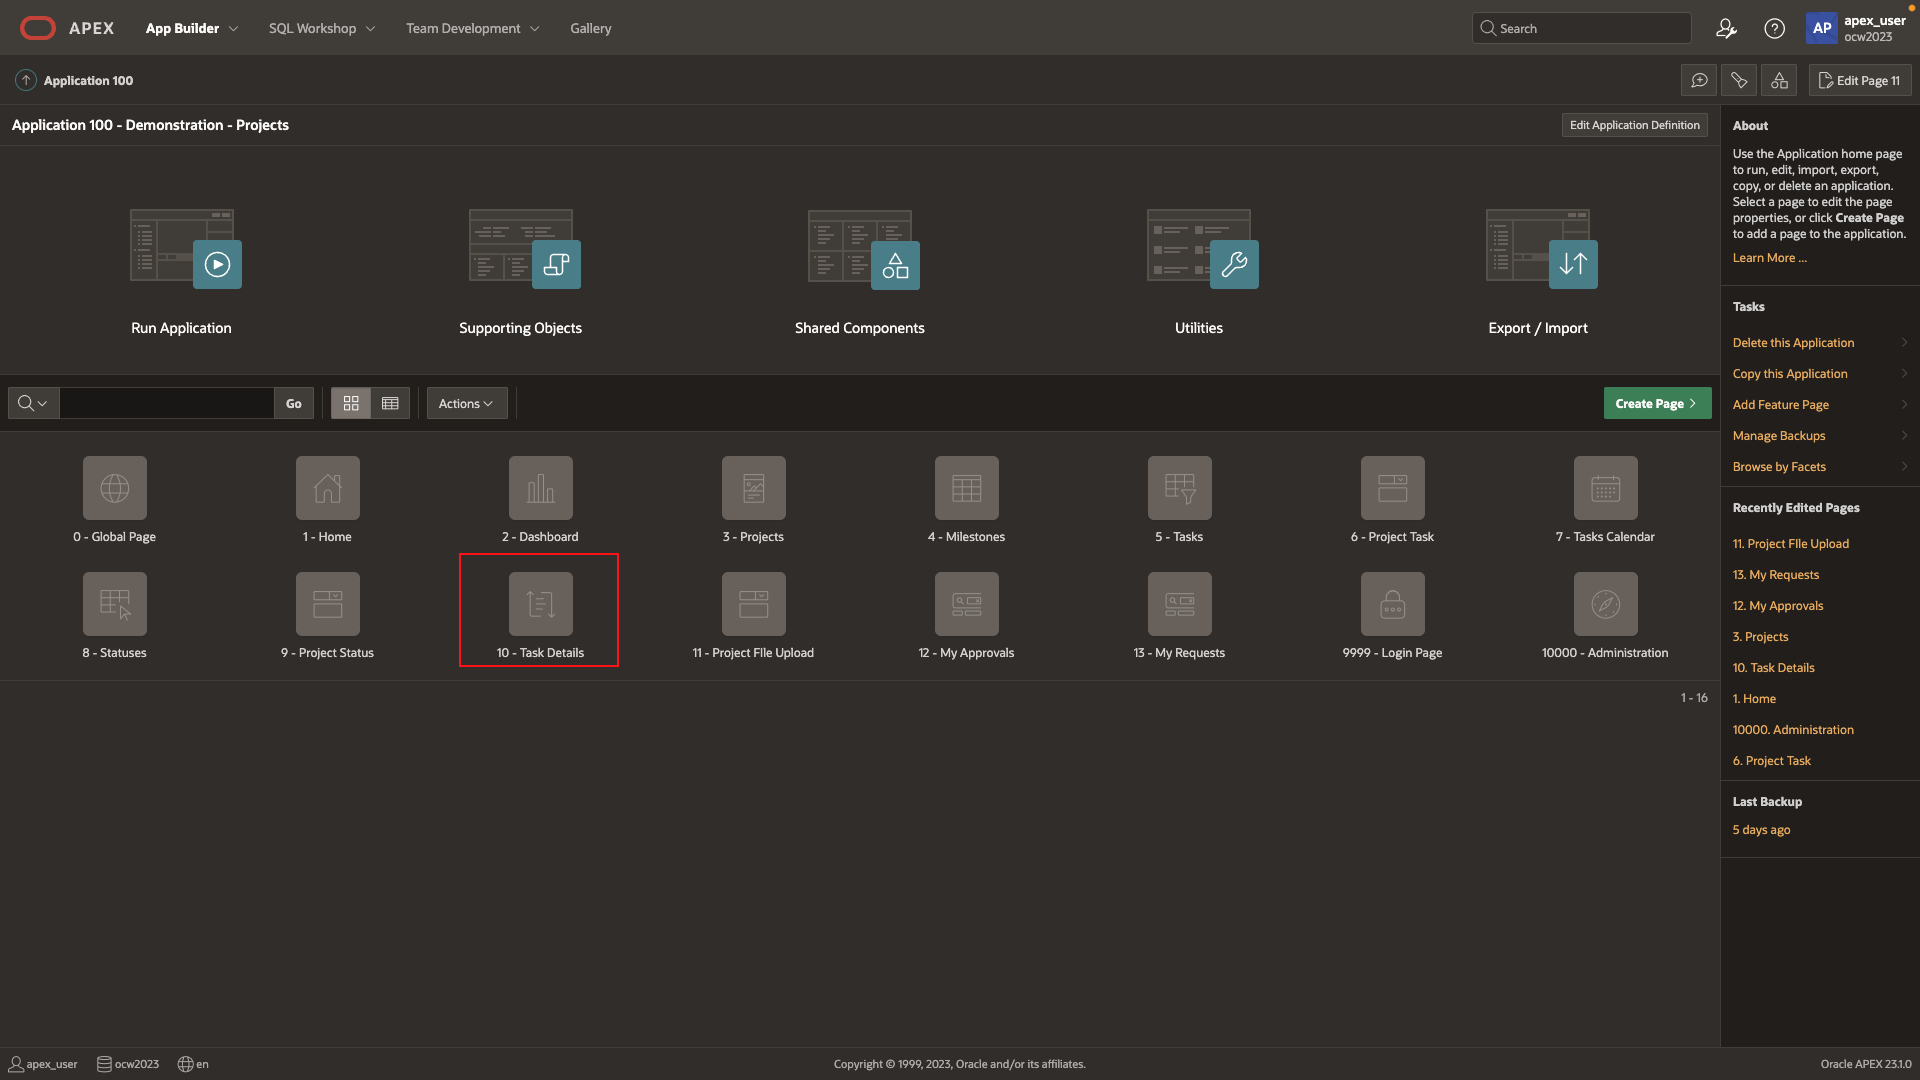 APEX
App Builder
SQL Workshop
Team Development
Gallery
Search
AP
apex_user
ocw2023
Application 100
Edit Page 11
Application 100 - Demonstration - Projects
Edit Application Definition
Run Application
Supporting Objects
Shared Components
Utilities
Export / Import
Go
Actions
Create Page
0 - Global Page
1 - Home
2 - Dashboard
3 - Projects
4 - Milestones
5 - Tasks
6 - Project Task
7 - Tasks Calendar
8 - Statuses
9 - Project Status
10 - Task Details
11 - Project FIle Upload
12 - My Approvals
13 - My Requests
9999 - Login Page
10000 - Administration
1 - 16
About
Use the Application home page
to run, edit, import, export,
copy, or delete an application.
Select a page to edit the page
properties, or click Create Page
to add a page to the application.
Learn More ...
Tasks
Delete this Application
Copy this Application
Add Feature Page
Manage Backups
Browse by Facets
Recently Edited Pages
11. Project FIle Upload
13. My Requests
12. My Approvals
3. Projects
10. Task Details
1. Home
10000. Administration
6. Project Task
Last Backup
5 days ago
apex_user
ocw2023
en
Copyright © 1999, 2023, Oracle and/or its affiliates.
Oracle APEX 23.1.0